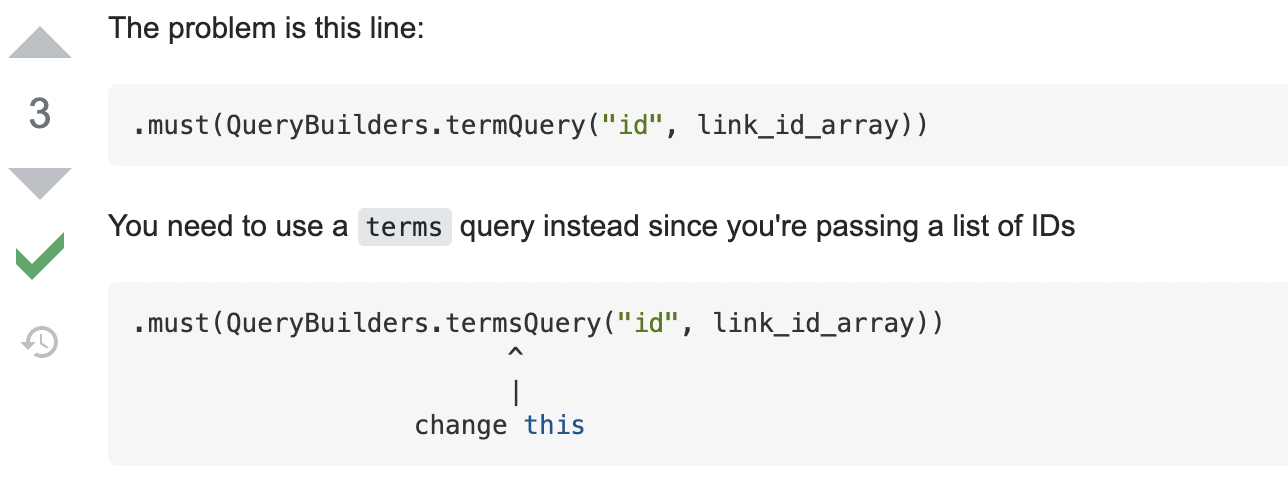 The problem is this line:
3
.must(QueryBuilders.termQuery("id", link_id_array))
You need to use a terms query instead since you're passing a list of IDs
.must(QueryBuilders.termsQuery("id", link_id_array))
^
|
change this